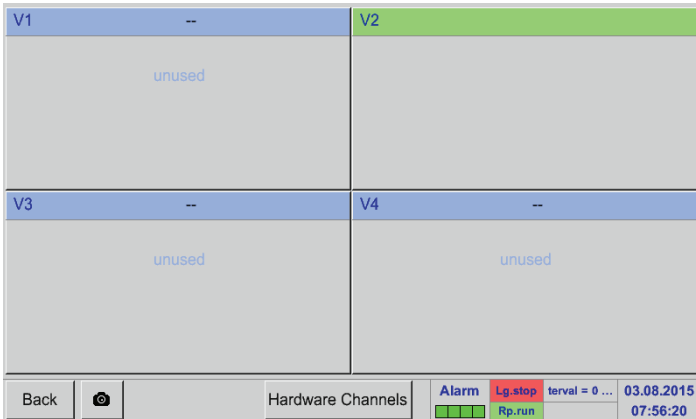 V1 --
unused
V2
V3 --
unused
V4 --
unused
Back
Hardware Channels
Alarm
Lg.stop
Rp.run
terval = 0 ...
03.08.2015
07:56:20